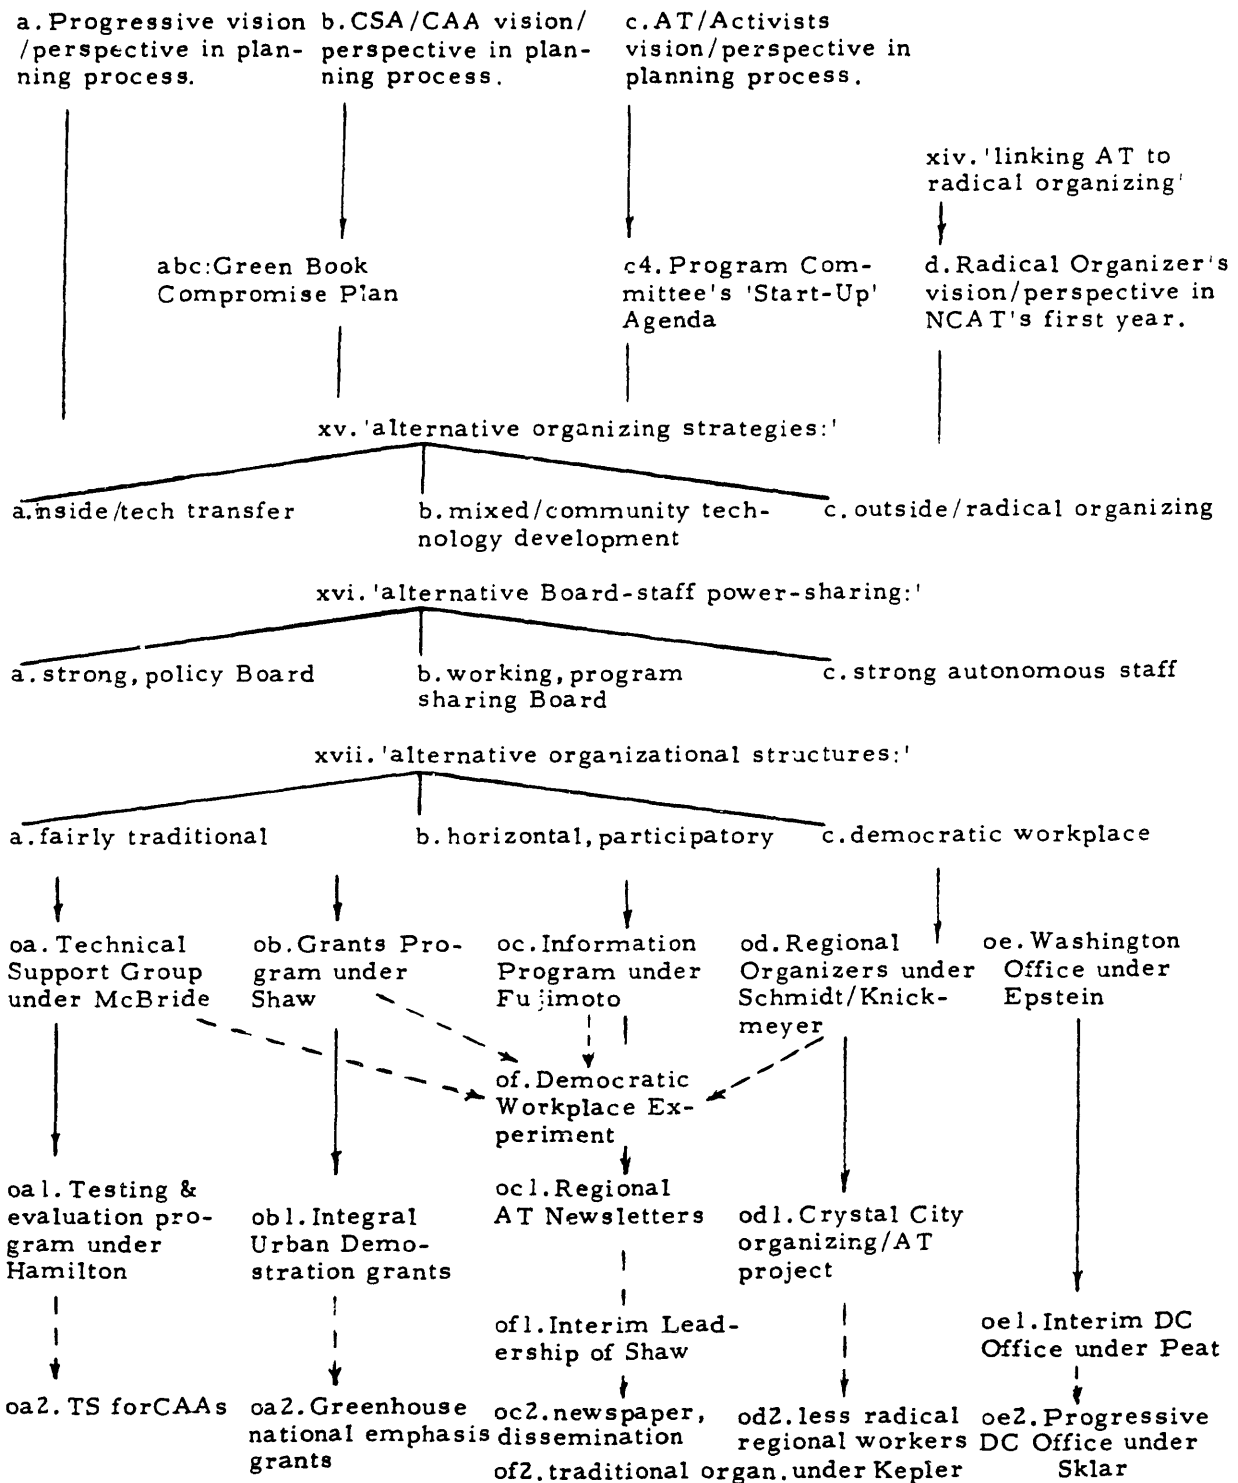 a. Progressive vision
/perspective in plan-
ning process.
b. CSA/CAA vision/
perspective in plan-
ning process.
c. AT/Activists
vision/perspective in
planning process.
xiv. 'linking AT to
radical organizing'
abc:Green Book
Compromise Plan
c4. Program Com-
mittee's 'Start-Up'
Agenda
d. Radical Organizer's
vision/perspective in
NCAT's first year.
xv. 'alternative organizing strategies:'
a. inside/tech transfer
b. mixed/community tech-
nology development
c. outside/radical organizing
xvi. 'alternative Board-staff power-sharing:'
a. strong, policy Board
b. working, program
sharing Board
c. strong autonomous staff
xvii. 'alternative organizational structures:'
a. fairly traditional
b. horizontal, participatory
c. democratic workplace
oa. Technical
Support Group
under McBride
ob. Grants Pro-
gram under
Shaw
oc. Information
Program under
Fujimoto
od. Regional
Organizers under
Schmidt/Knick-
meyer
oe. Washington
Office under
Epstein
of. Democratic
Workplace Ex-
periment
oa1. Testing &
evaluation pro-
gram under
Hamilton
ob1. Integral
Urban Demo-
stration grants
oc1. Regional
AT Newsletters
od1. Crystal City
organizing/AT
project
of1. Interim Lead-
ership of Shaw
oe1. Interim DC
Office under Peat
oa2. TS forCAAs
oa2. Greenhouse
national emphasis
grants
oc2. newspaper,
dissemination
of2. traditional organ. under Kepler
od2. less radical
regional workers
oe2. Progressive
DC Office under
Sklar